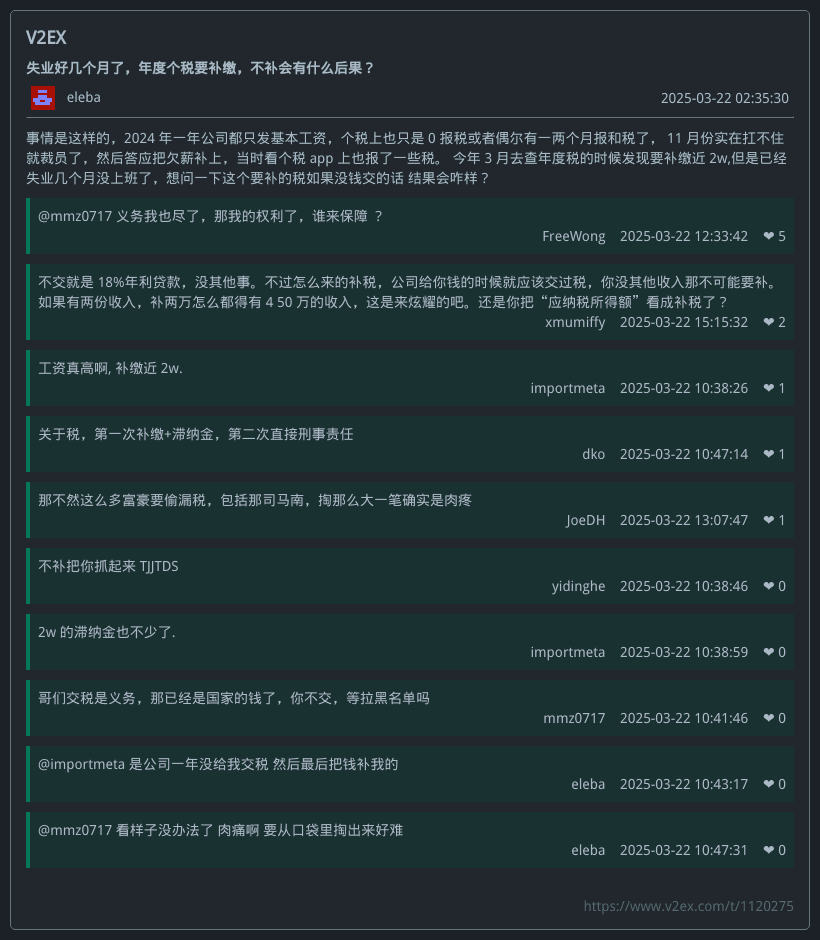 V2EX
失业好几个月了，年度个税要补缴，不补会有什么后果？
eleba 2025-03-22 02:35:30
事情是这样的，2024 年一年公司都只发基本工资，个税上也只是 0 报税或者偶尔有一两个月报和税了， 11 月份实在扛不住
就裁员了，然后答应把欠薪补上，当时看个税 app 上也报了一些税。 今年 3 月去查年度税的时候发现要补缴近 2w,但是已经
失业几个月没上班了，想问一下这个要补的税如果没钱交的话 结果会咋样？
@mmz0717 义务我也尽了，那我的权利了，谁来保障 ？
FreeWong 2025-03-22 12:33:42 ❤ 5
不交就是 18%年利贷款，没其他事。不过怎么来的补税，公司给你钱的时候就应该交过税，你没其他收入那不可能要补。
如果有两份收入，补两万怎么都得有 4 50 万的收入，这是来炫耀的吧。还是你把“应纳税所得额”看成补税了？
xmumiffy 2025-03-22 15:15:32 ❤ 2
工资真高啊, 补缴近 2w.
importmeta 2025-03-22 10:38:26 ❤ 1
关于税，第一次补缴+滞纳金，第二次直接刑事责任
dko 2025-03-22 10:47:14 ❤ 1
那不然这么多富豪要偷漏税，包括那司马南，掏那么大一笔确实是肉疼
JoeDH 2025-03-22 13:07:47 ❤ 1
不补把你抓起来 TJJTDS
yidinghe 2025-03-22 10:38:46 ❤ 0
2w 的滞纳金也不少了.
importmeta 2025-03-22 10:38:59 ❤ 0
哥们交税是义务，那已经是国家的钱了，你不交，等拉黑名单吗
mmz0717 2025-03-22 10:41:46 ❤ 0
@importmeta 是公司一年没给我交税 然后最后把钱补我的
eleba 2025-03-22 10:43:17 ❤ 0
@mmz0717 看样子没办法了 肉痛啊 要从口袋里掏出来好难
eleba 2025-03-22 10:47:31 ❤ 0
https://www.v2ex.com/t/1120275